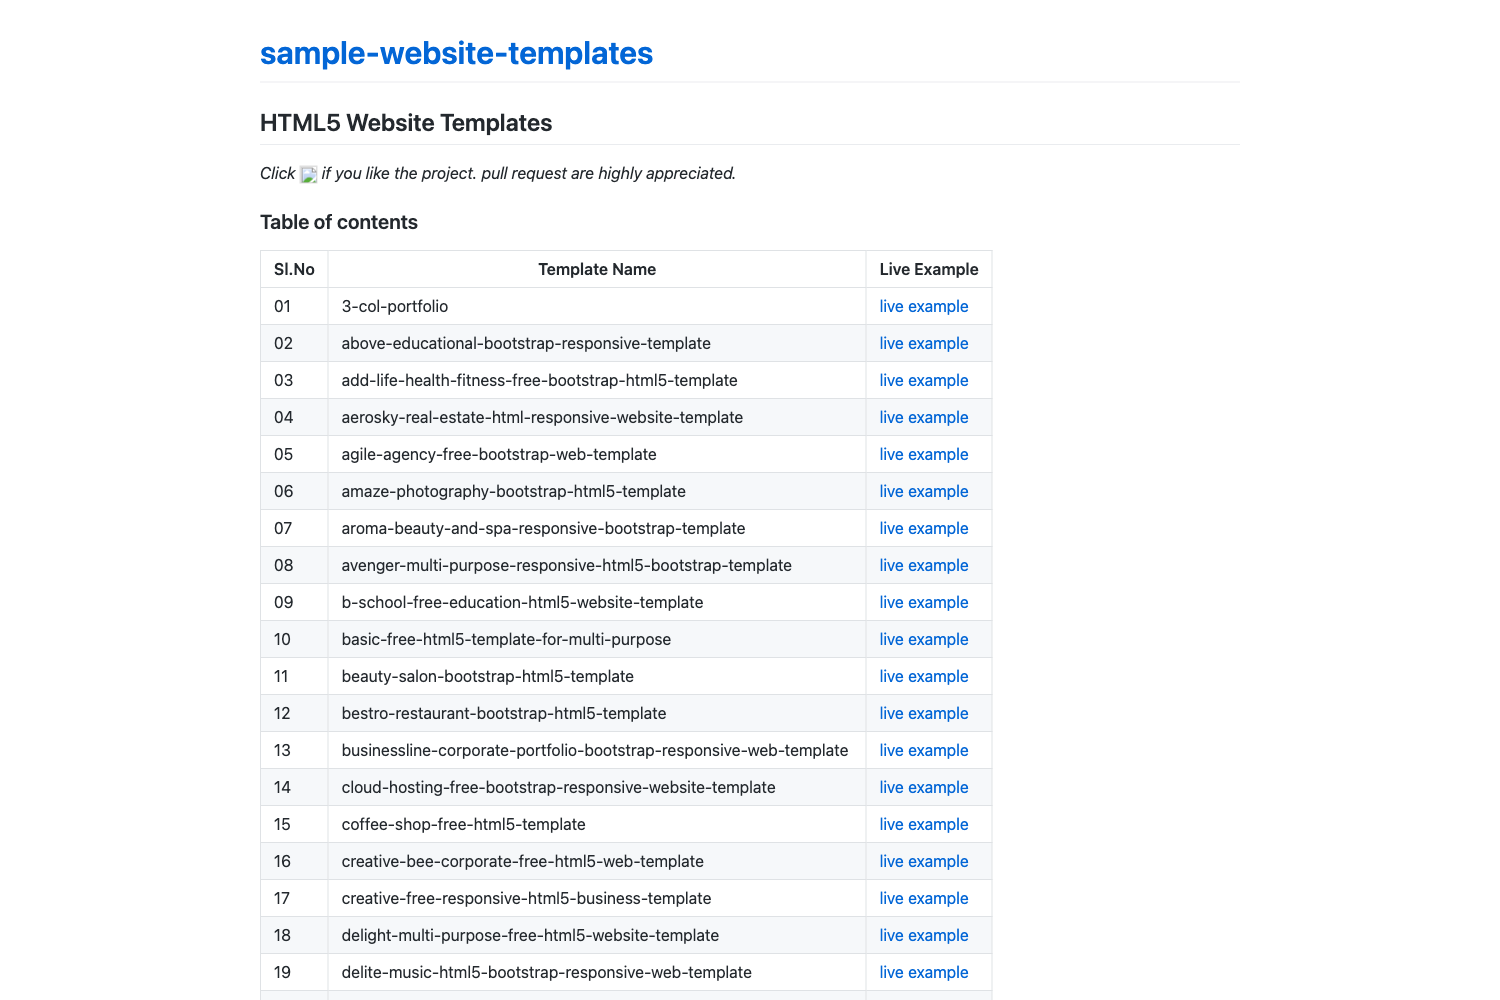 sample-website-templates
HTML5 Website Templates
Click if you like the project. pull request are highly appreciated.
Table of contents
Sl.No Template Name Live Example
01 3-col-portfolio live example
02 above-educational-bootstrap-responsive-template live example
03 add-life-health-fitness-free-bootstrap-html5-template live example
04 aerosky-real-estate-html-responsive-website-template live example
05 agile-agency-free-bootstrap-web-template live example
06 amaze-photography-bootstrap-html5-template live example
07 aroma-beauty-and-spa-responsive-bootstrap-template live example
08 avenger-multi-purpose-responsive-html5-bootstrap-template live example
09 b-school-free-education-html5-website-template live example
10 basic-free-html5-template-for-multi-purpose live example
11 beauty-salon-bootstrap-html5-template live example
12 bestro-restaurant-bootstrap-html5-template live example
13 businessline-corporate-portfolio-bootstrap-responsive-web-template live example
14 cloud-hosting-free-bootstrap-responsive-website-template live example
15 coffee-shop-free-html5-template live example
16 creative-bee-corporate-free-html5-web-template live example
17 creative-free-responsive-html5-business-template live example
18 delight-multi-purpose-free-html5-website-template live example
19 delite-music-html5-bootstrap-responsive-web-template live example